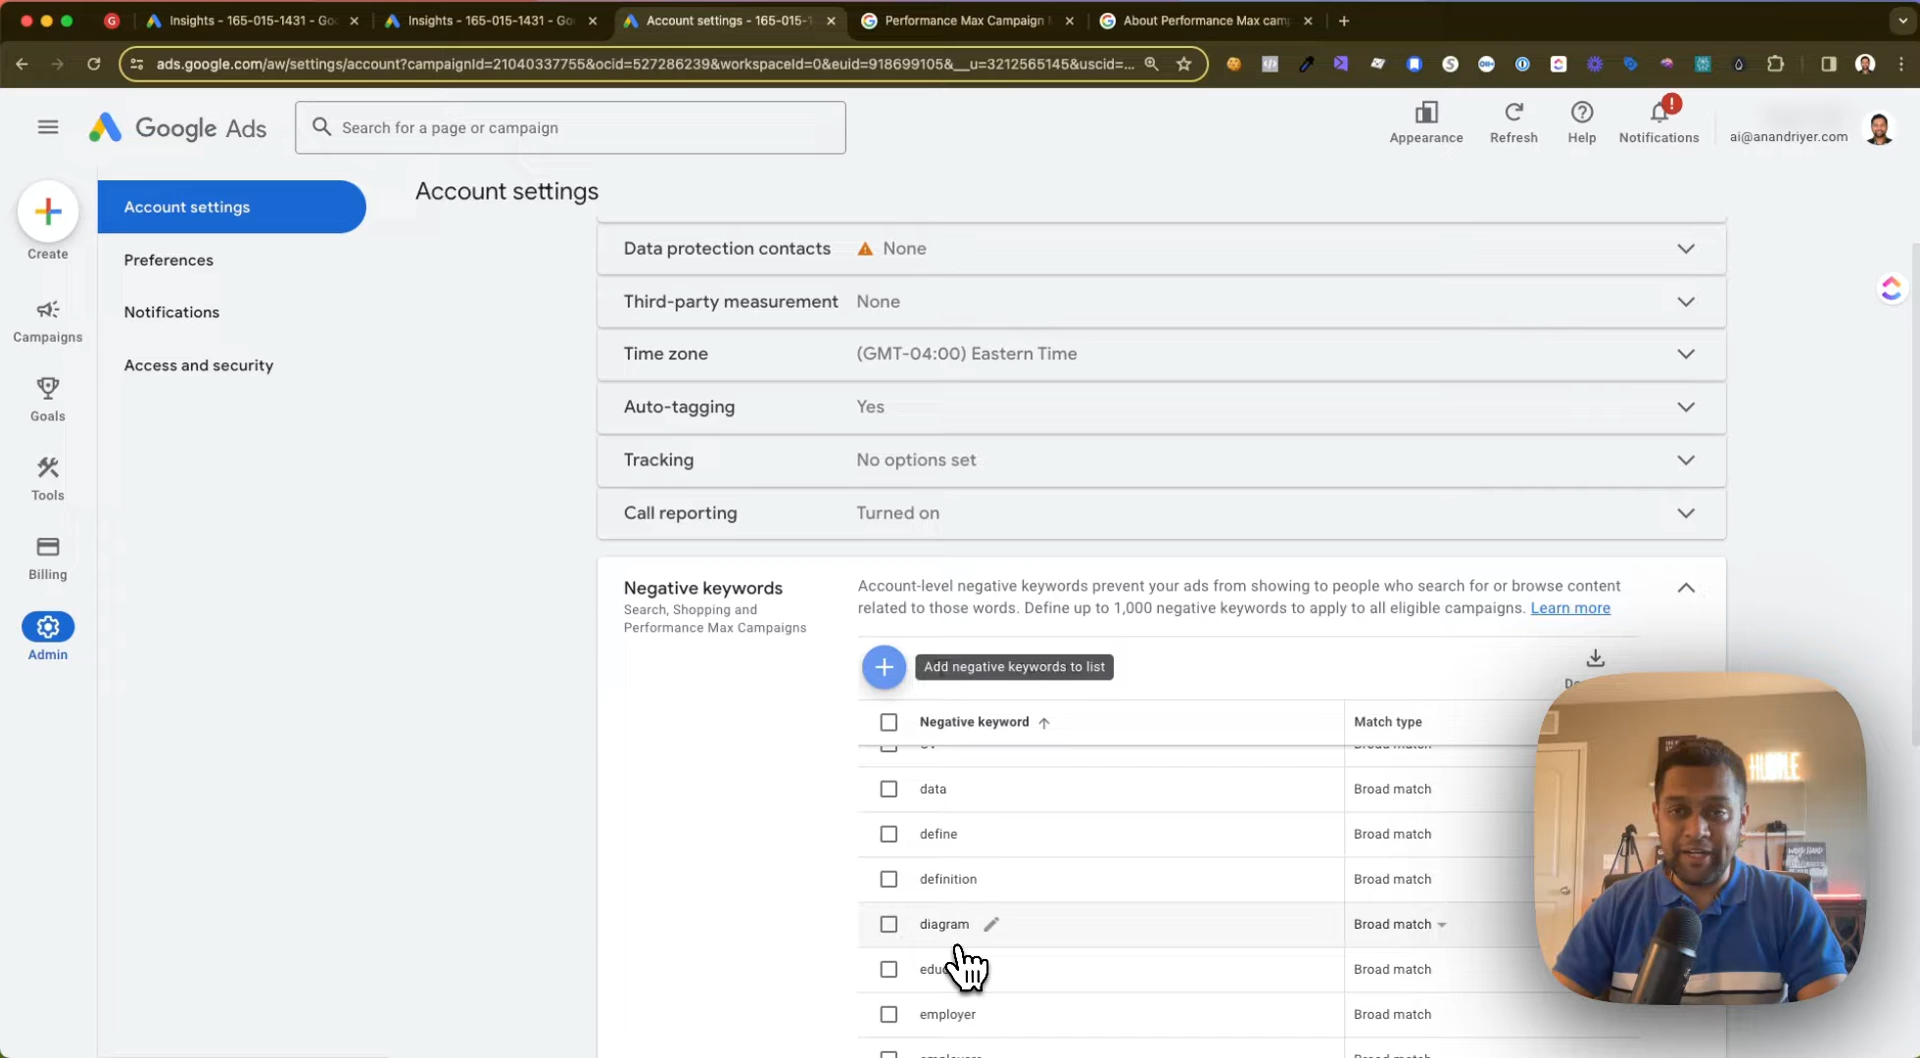 Insights - 165-015-1431 - Goo
Insights - 165-015-1431 - Goo
Account settings - 165-015-1
Performance Max Campaign
About Performance Max camp
ads.google.com/aw/settings/account?campaignId=21040337755&ocid=527286239&workspaceId=0&euid=918699105&__u=3212565145&uscid=...
Google Ads
Search for a page or campaign
Appearance
Refresh
Help
Notifications
ai@anandriyer.com
Create
Campaigns
Goals
Tools
Billing
Admin
Account settings
Preferences
Notifications
Access and security
Account settings
Data protection contacts
None
Third-party measurement
None
Time zone
(GMT-04:00) Eastern Time
Auto-tagging
Yes
Tracking
No options set
Call reporting
Turned on
Negative keywords
Search, Shopping and
Performance Max Campaigns
Account-level negative keywords prevent your ads from showing to people who search for or browse content
related to those words. Define up to 1,000 negative keywords to apply to all eligible campaigns. Learn more
Add negative keywords to list
Negative keyword
Match type
Broad match
data
Broad match
define
Broad match
definition
Broad match
diagram
Broad match
Broad match
employer
Broad match
HUSTLE
WORK HARD